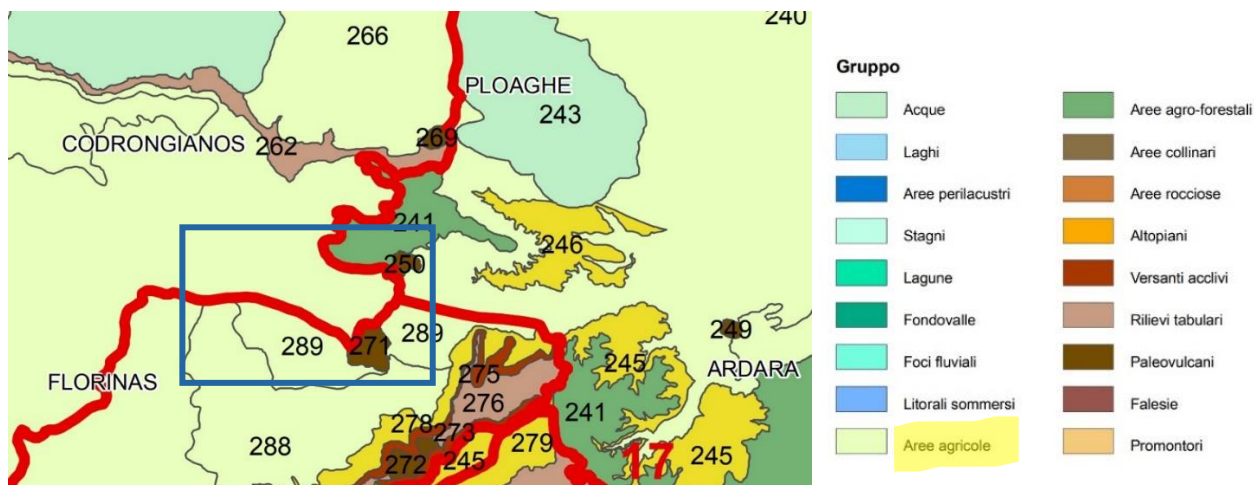 240
266
PLOAGHE
243
269
CODRONGIANOS
262
241
246
250
249
289
271
289
245
FLORINAS
275
ARDARA
276
241
278
273
279
288
272
245
17
245
Gruppo
Acque
Laghi
Aree perilacustri
Stagni
Lagune
Fondovalle
Foci fluviali
Litorali sommersi
Aree agricole
Aree agro-forestali
Aree collinari
Aree rocciose
Altopiani
Versanti acclivi
Rilievi tabulari
Paleovulcani
Falesie
Promontori